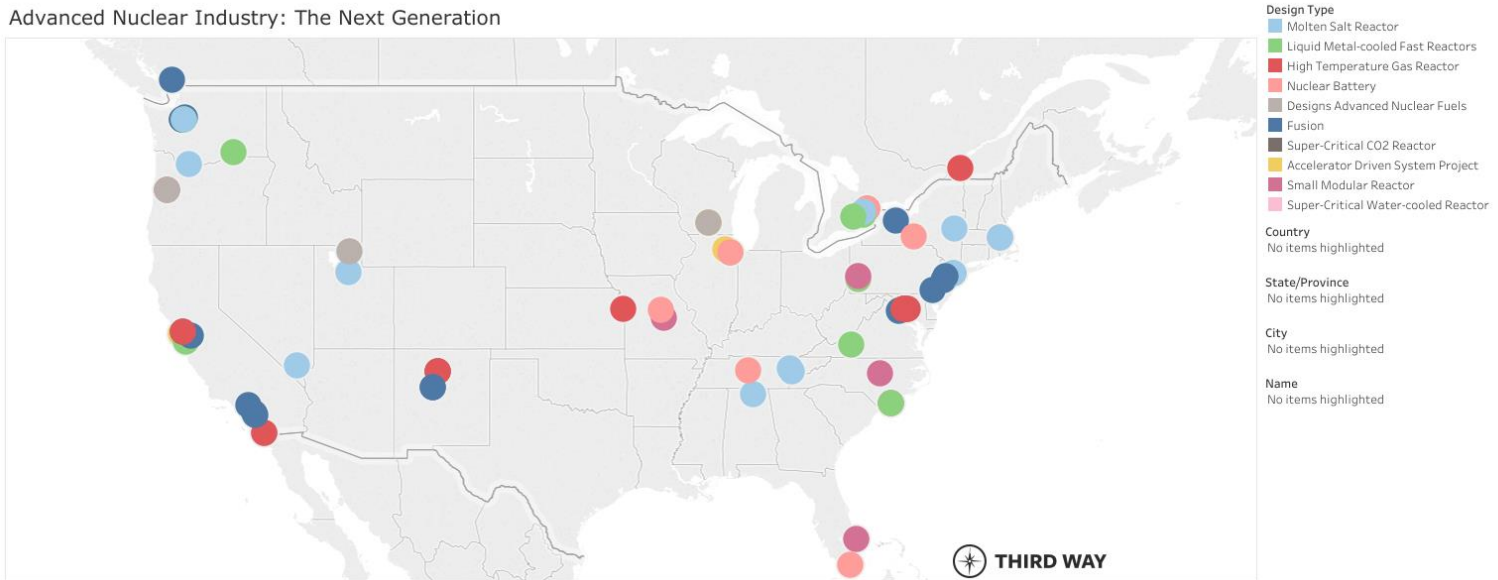 Advanced Nuclear Industry: The Next Generation
Design Type
Molten Salt Reactor
Liquid Metal-cooled Fast Reactors
High Temperature Gas Reactor
Nuclear Battery
Designs Advanced Nuclear Fuels
Fusion
Super-Critical CO2 Reactor
Accelerator Driven System Project
Small Modular Reactor
Super-Critical Water-cooled Reactor
Country
No items highlighted
State/Province
No items highlighted
City
No items highlighted
Name
No items highlighted
THIRD WAY